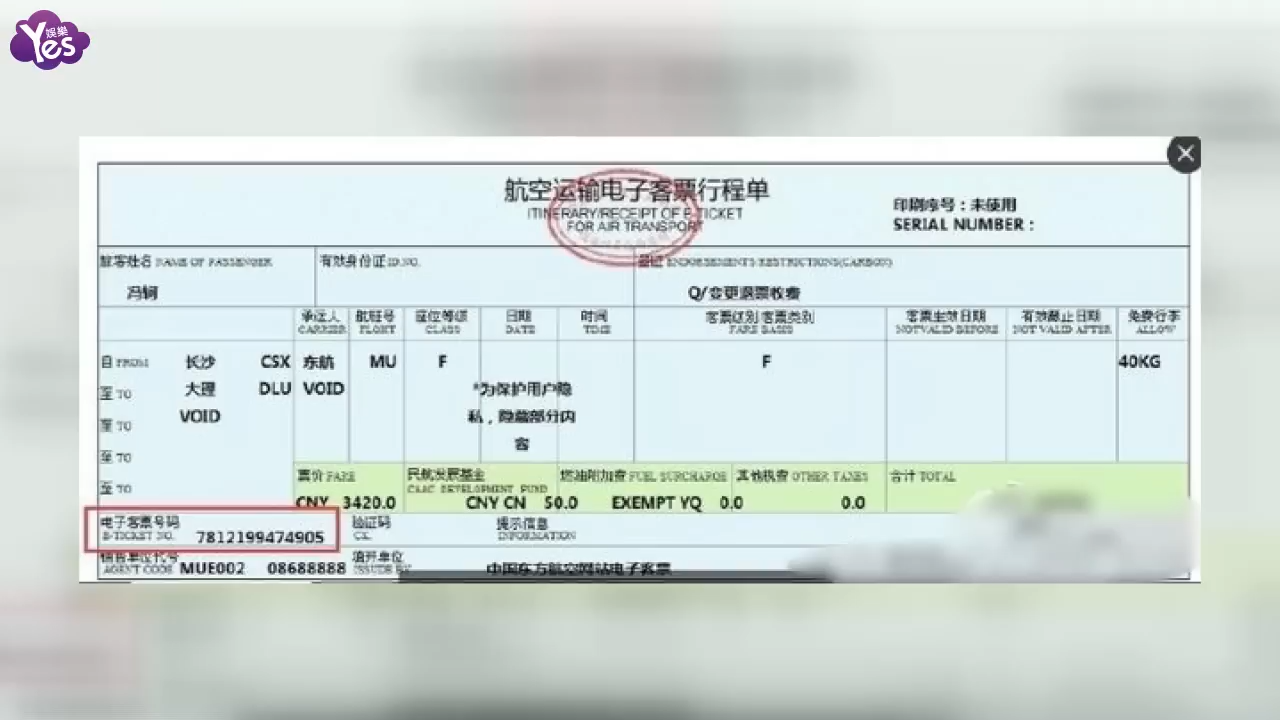 Yes 娱樂
航空运输电子客票行程单
ITINERARY/RECEIPT OF E-TICKET
FOR AIR TRANSPORT
印刷序号：未使用
SERIAL NUMBER：
旅客姓名 NAME OF PASSENGER 有效身份证 ID.NO. 签注 ENDORSEMENTS/RESTRICTIONS(CARBON)
冯轲 Q/变更退票收费
承运人 航班号 座位等级 日期 时间 客票级别/客票类别 客票生效日期 有效截止日期 免费行李
CARRIER FLIGHT CLASS DATE TIME FARE BASIS NOTVALID BEFORE NOT VALID AFTER ALLOW
自 FROM 长沙 CSX 东航 MU F F 40KG
至 TO 大理 DLU VOID *为保护用户隐
至 TO VOID 私，隐藏部分内
容
至 TO
至 TO
票价 FARE 民航发展基金 燃油附加费 FUEL SURCHARGE 其他税费 OTHER TAXES 合计 TOTAL
CAAC DEVELOPMENT FUND
CNY 3420.0 CNY CN 50.0 EXEMPT YQ 0.0 0.0
电子客票号码 验证码 提示信息
E-TICKET NO. 7812199474905 CK. INFORMATION
销售单位代号 填开单位
AGENT CODE MUE002 08688888 ISSUED BY 中国东方航空网站电子客票